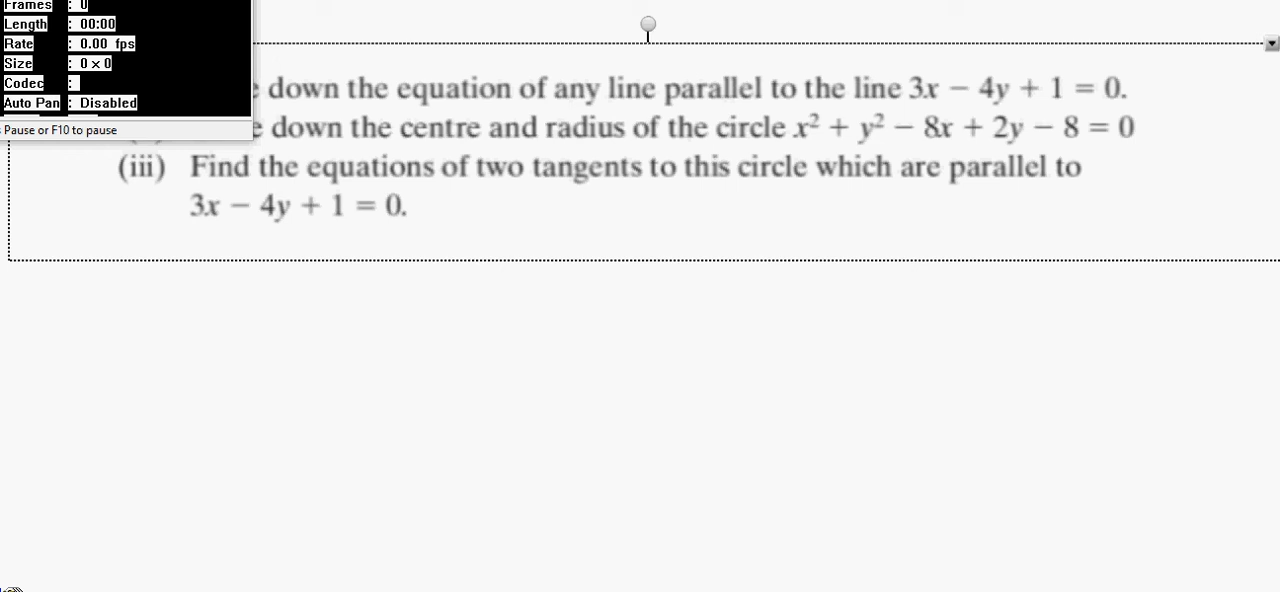 Frames : 0
Length : 00:00
Rate : 0.00 fps
Size : 0 x 0
Codec :
Auto Pan : Disabled
Pause or F10 to pause
down the equation of any line parallel to the line 3x − 4y + 1 = 0.
down the centre and radius of the circle x² + y² − 8x + 2y − 8 = 0
(iii) Find the equations of two tangents to this circle which are parallel to
3x − 4y + 1 = 0.